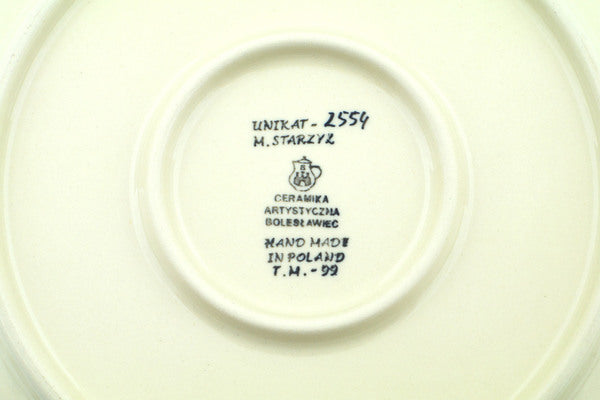 UNIKAT - 2554
M. STARZYK
CERAMIKA
ARTYSTYCZNA
BOLESŁAWIEC
HAND MADE
IN POLAND
T.M. - 99